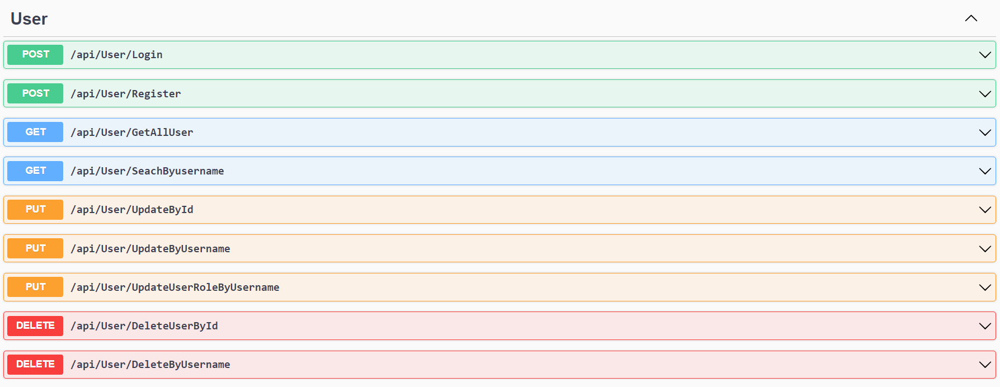 User
POST /api/User/Login
POST /api/User/Register
GET /api/User/GetAllUser
GET /api/User/SeachByusername
PUT /api/User/UpdateById
PUT /api/User/UpdateByUsername
PUT /api/User/UpdateUserRoleByUsername
DELETE /api/User/DeleteUserById
DELETE /api/User/DeleteByUsername